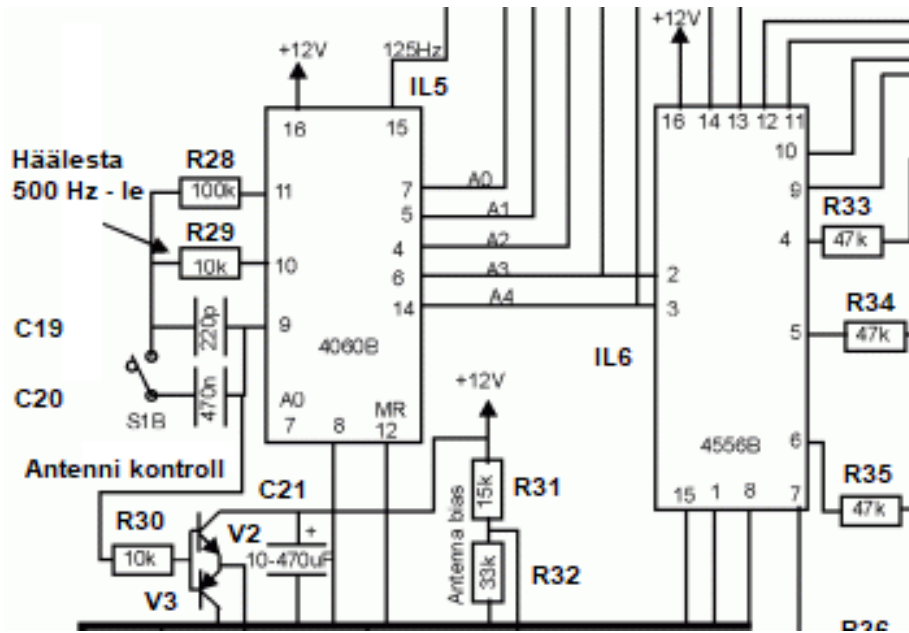 +12V
125Hz
+12V
IL5
16
15
16
14
13
12
11
10
Häälesta
500 Hz - le
R28
100k
11
7
A0
9
R33
5
A1
R29
4
A2
4
47k
10k
10
6
A3
2
14
A4
3
R34
C19
220p
9
4060B
5
47k
IL6
C20
470n
+12V
S1B
A0
MR
7
8
12
4556B
6
Antenni kontroll
R35
C21
15k
R31
15
1
8
7
47k
R30
V2
+
Antenna bias
10k
10-470uF
33k
R32
V3
R36